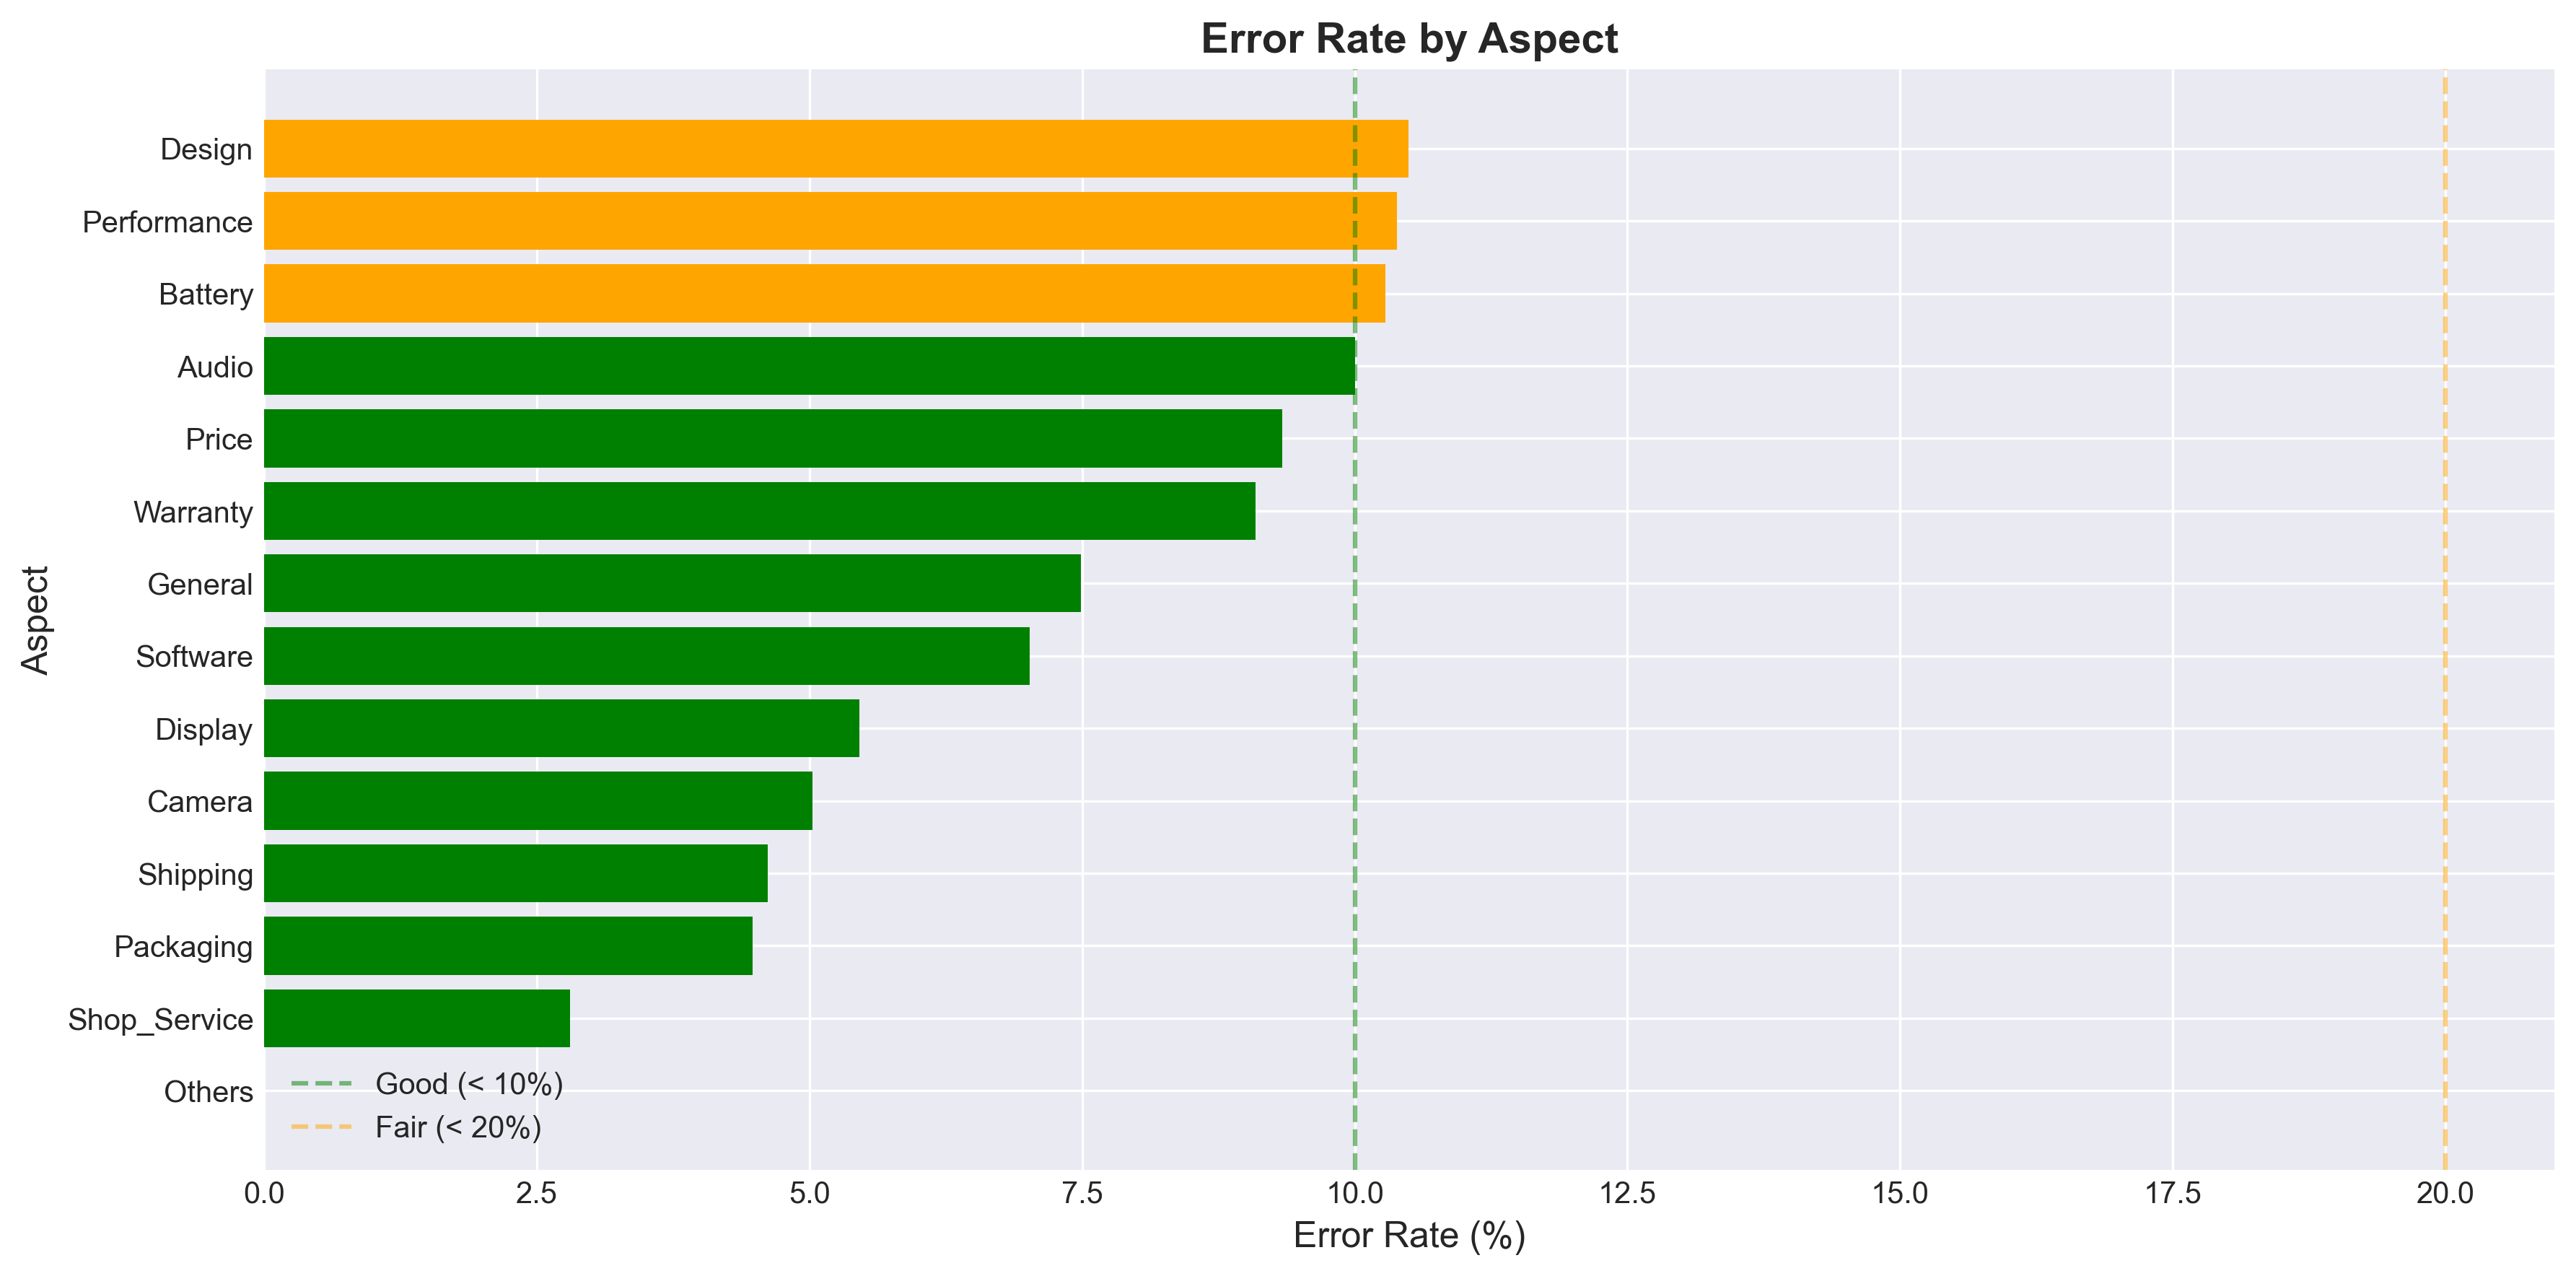 Error Rate by Aspect
Aspect
Design
Performance
Battery
Audio
Price
Warranty
General
Software
Display
Camera
Shipping
Packaging
Shop_Service
Others
Good (< 10%)
Fair (< 20%)
0.0 2.5 5.0 7.5 10.0 12.5 15.0 17.5 20.0
Error Rate (%)